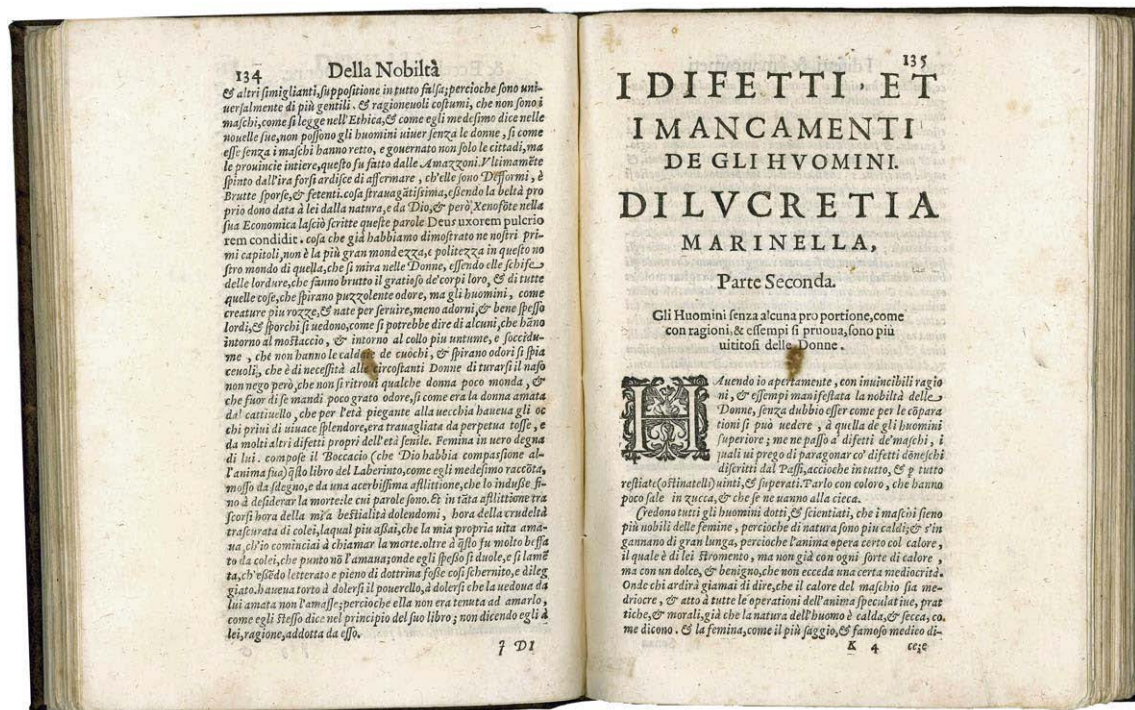 134
Della Nobiltà
& altri simiglianti, suppositione in tutto falsa; percioche sono uni-
uersalmente di più gentili. & ragioneuoli costumi, che non sono i
maschi, come si legge nell'Ethica, & come egli medesimo dice nelle
nouelle sue, non possono gli huomini uiuer senza le donne, si come
esse senza i maschi hanno retto, e gouernato non solo le cittadi, ma
le prouincie intiere, questo fu fatto dalle Amazzoni. Vltimamēte
spinto dall'ira forsi ardisce di affermare, ch'elle sono Difformi, è
Brutte sporse, & fetenti. cosa strauagātissima, essendo la beltà pro
prio dono data à lei dalla natura, e da Dio, & però Xenofōte nella
sua Economica lasciò scritte queste parole Deus uxorem pulcrio
rem condidit. cosa che già habbiamo dimostrato ne nostri pri-
mi capitoli, non è la più gran mondezza, e politezza in questo no
stro mondo di quella, che si mira nelle Donne, essendo elle schife
delle lordure, che fanno brutto il gratioso de'corpi loro, & di tutte
quelle cose, che spirano puzzolente odore, ma gli huomini, come
creature piu rozze, & nate per seruire, meno adorni, & bene spesso
lordi, & sporchi si uedono, come si potrebbe dire di alcuni, che hāno
intorno al mostaccio, & intorno al collo piu untume, e soccidu-
me, che non hanno le caldaie de cuochi, & spirano odori si spia
ceuoli, che è di necessità alle circostanti Donne di turarsi il naso
non nego però, che non si ritroui qualche donna poco monda, &
che fuor di se mandi poco grato odore, si come era la donna amata
dal cattiuello, che per l'età piegante alla uecchia haueua gli oc
chi priui di uiuace splendore, era trauagliata da perpetua tosse, e
da molti altri difetti propri dell'età senile. Femina in uero degna
di lui. compose il Boccacio (che Dio habbia compassione al-
l'anima sua) q̃sto libro del Laberinto, come egli medesimo raccōta,
mosso da sdegno, e da una acerbissima afflittione, che lo indusse fi-
no à desiderar la morte: le cui parole sono. Et in tāta afflittione tra
scorsi hora della mia bestialità dolendomi, hora della crudeltà
trascurata di colei, laqual piu assai, che la mia propria uita ama-
ua, ch'io cominciai à chiamar la morte. oltre à q̃sto fu molto beffa
to da colei, che punto nō l'amana; onde egli spesso si duole, e si lamē
ta, ch'essēdo letterato e pieno di dottrina fosse cosi schernito, e dileg
giato. haueua torto à dolersi il pouerello, à dolersi che la uedoua da
lui amata non l'amasse; percioche ella non era tenuta ad amarlo,
come egli stesso dice nel principio del suo libro; non dicendo egli à
lei, ragione, addotta da esso.
I DI
135
I DIFETTI, ET
I MANCAMENTI
DE GLI HVOMINI.
DI LVCRETIA
MARINELLA,
Parte Seconda.
Gli Huomini senza alcuna proportione, come
con ragioni, & essempi si pruoua, sono più
uitiosi delle Donne.
HAuendo io apertamente, con inuincibili ragio
ni, & essempi manifestata la nobiltà delle
Donne, senza dubbio esser come per le cōpara
tioni si può uedere, à quella de gli huomini
superiore; me ne passo à difetti de'maschi, i
quali ui prego di paragonar co' difetti dōneschi
discritti dal Passi, accioche in tutto, & p tutto
restiate (ostinatelli) uinti, & superati. Parlo con coloro, che hanno
poco sale in zucca, & che se ne uanno alla cieca.
Credono tutti gli huomini dotti, & scientiati, che i maschi sieno
più nobili delle femine, percioche di natura sono piu caldi; & s'in
gannano di gran lunga, percioche l'anima opera certo col calore,
il quale è di lei stromento, ma non già con ogni sorte di calore,
ma con un dolce, & benigno, che non ecceda una certa mediocrità.
Onde chi ardirà giamai di dire, che il calore del maschio sia me-
driocre, & atto à tutte le operationi dell'anima speculatiue, prat
tiche, & morali, già che la natura dell'huomo è calda, & secca, co
me dicono. & la femina, come il più saggio, & famoso medico di-
K 4